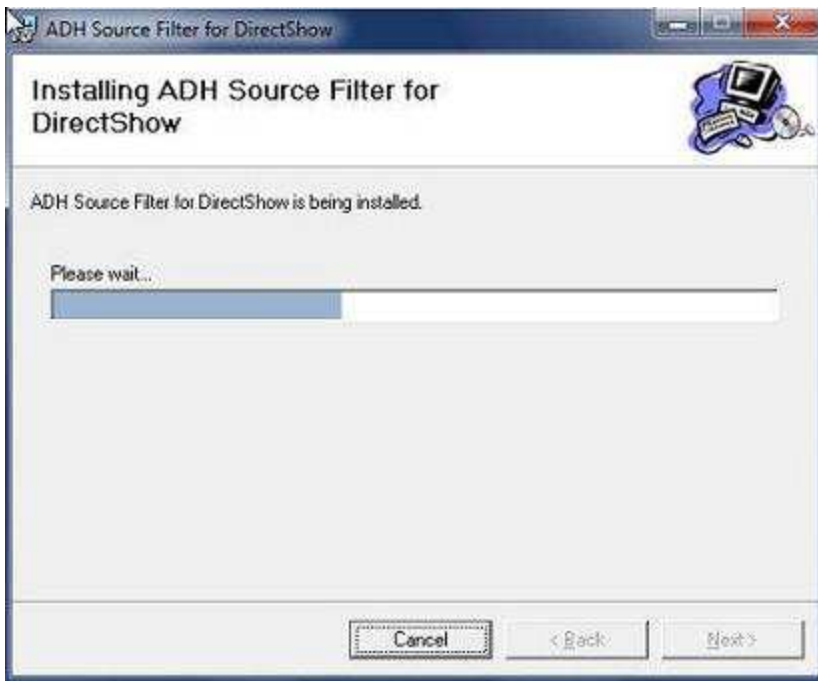 ADH Source Filter for DirectShow
Installing ADH Source Filter for
DirectShow
ADH Source Filter for DirectShow is being installed.
Please wait...
Cancel
< Back
Next >